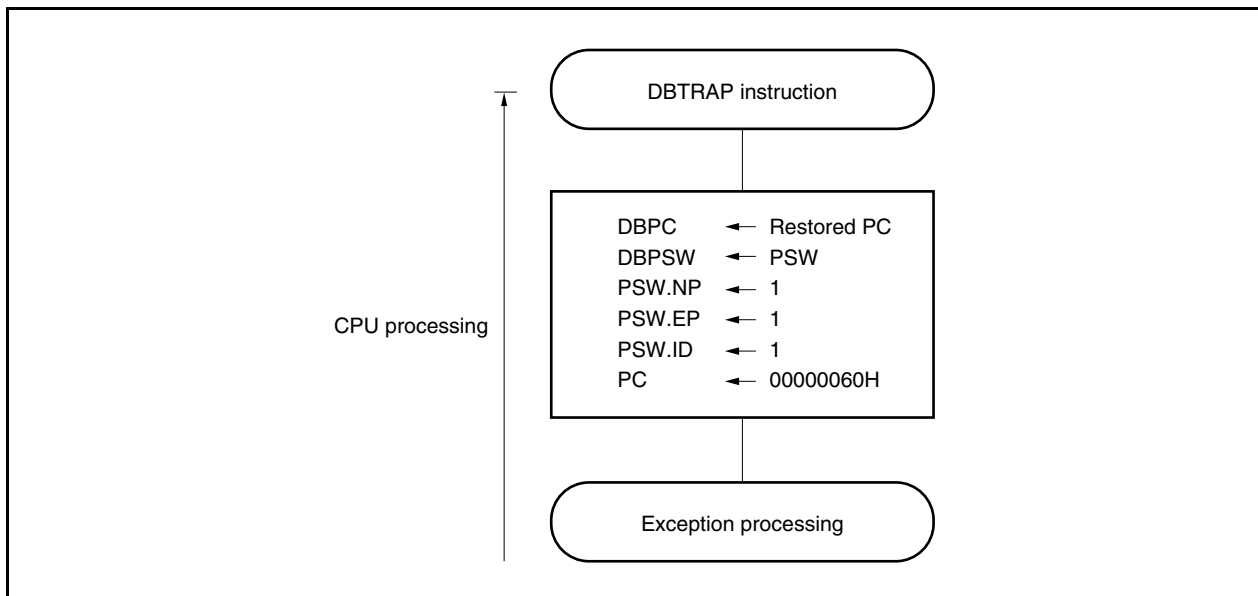 DBTRAP instruction
CPU processing
DBPC ← Restored PC
DBPSW ← PSW
PSW.NP ← 1
PSW.EP ← 1
PSW.ID ← 1
PC ← 00000060H
Exception processing